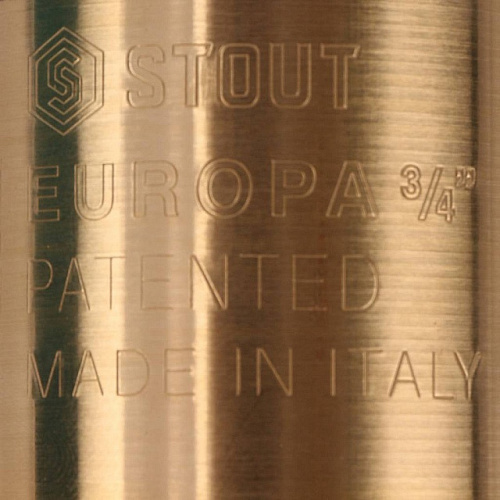 S STOUT
EUROPA 3/4"
PATENTED
MADE IN ITALY